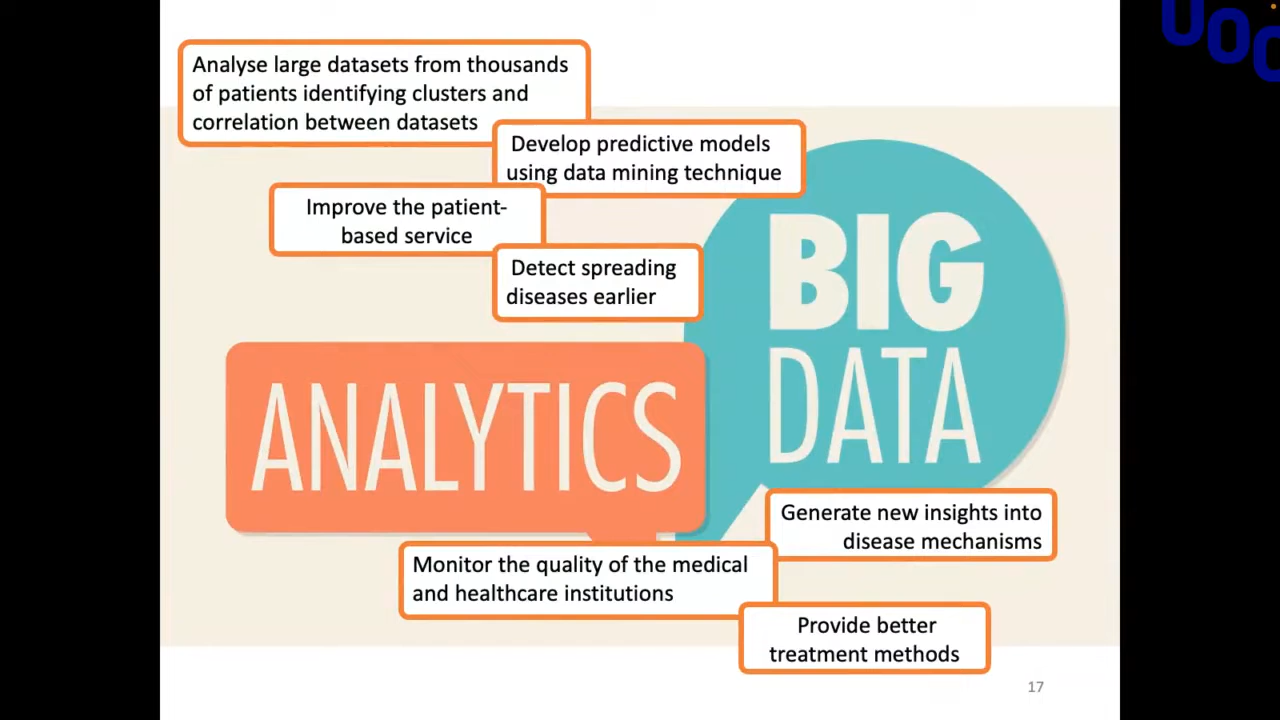 UOC
Analyse large datasets from thousands
of patients identifying clusters and
correlation between datasets
Develop predictive models
using data mining technique
Improve the patient-
based service
Detect spreading
diseases earlier
BIG
DATA
ANALYTICS
Generate new insights into
disease mechanisms
Monitor the quality of the medical
and healthcare institutions
Provide better
treatment methods
17